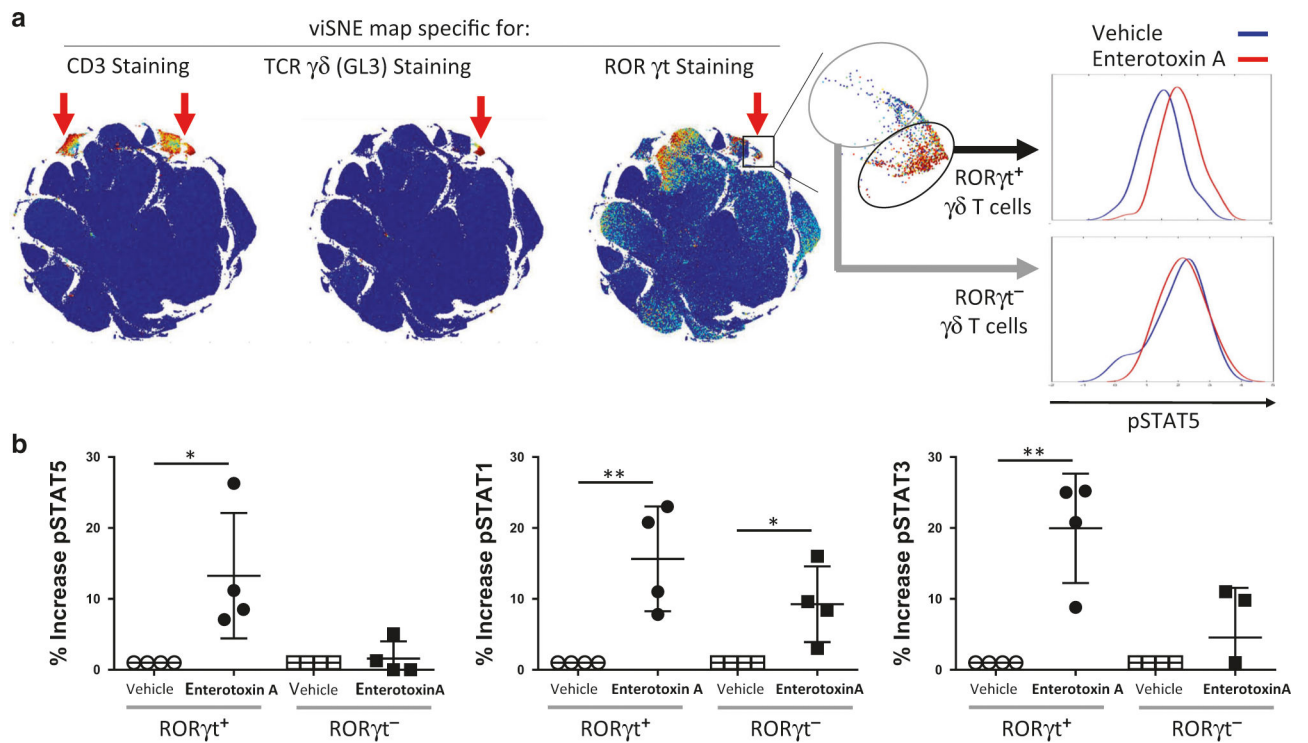 a
viSNE map specific for:
CD3 Staining
TCR γδ (GL3) Staining
ROR γt Staining
Vehicle
Enterotoxin A
RORγt⁺
γδ T cells
RORγt⁻
γδ T cells
pSTAT5
b
% Increase pSTAT5
30
20
10
0
*
Vehicle
Enterotoxin A
Vehicle
EnterotoxinA
RORγt⁺
RORγt⁻
% Increase pSTAT1
30
20
10
0
**
*
Vehicle
Enterotoxin A
Vehicle
EnterotoxinA
RORγt⁺
RORγt⁻
% Increase pSTAT3
30
20
10
0
**
Vehicle
Enterotoxin A
Vehicle
EnterotoxinA
RORγt⁺
RORγt⁻